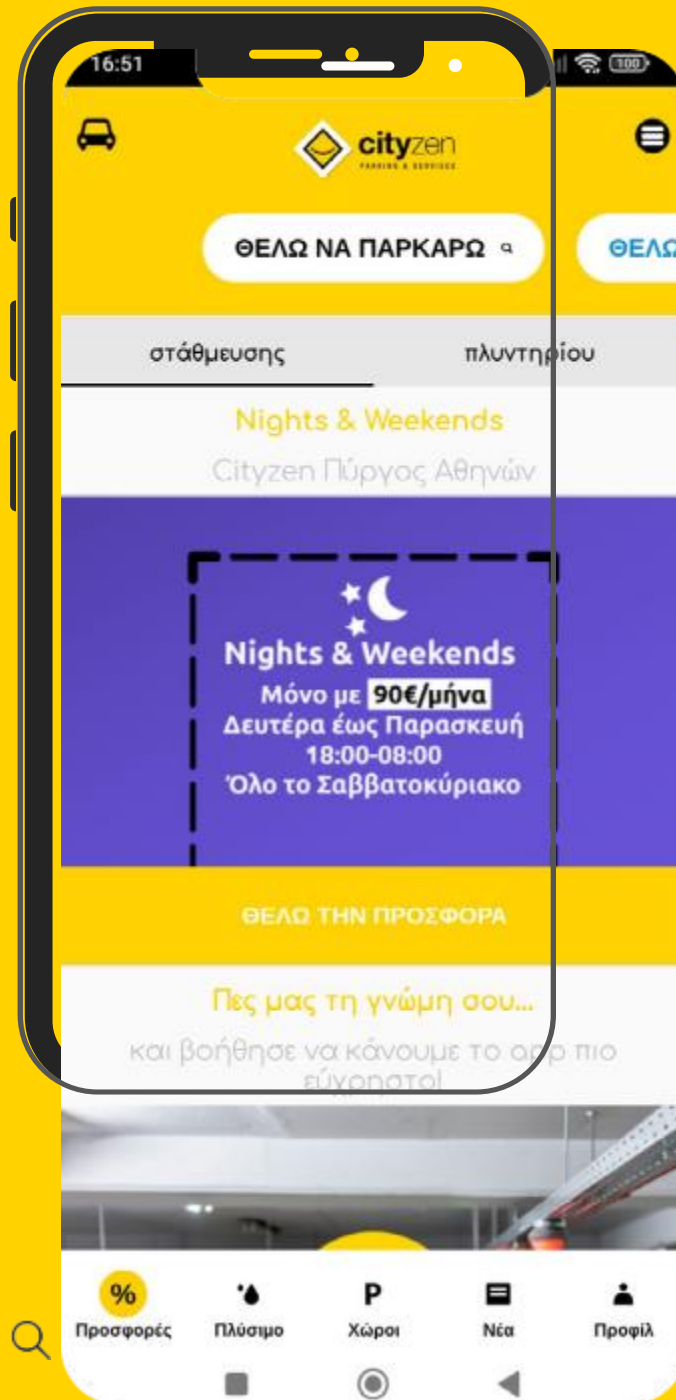 16:51
100
cityzen
PARKING & SERVICES
ΘΕΛΩ ΝΑ ΠΑΡΚΑΡΩ
ΘΕΛΩ
στάθμευσης
πλυντηρίου
Nights & Weekends
Cityzen Πύργος Αθηνών
Nights & Weekends
Μόνο με 90€/μήνα
Δευτέρα έως Παρασκευή
18:00-08:00
Όλο το Σαββατοκύριακο
ΘΕΛΩ ΤΗΝ ΠΡΟΣΦΟΡΑ
Πες μας τη γνώμη σου...
και βοήθησε να κάνουμε το app πιο
εύχρηστο!
%
P
Προσφορές
Πλύσιμο
Χώροι
Νέα
Προφίλ